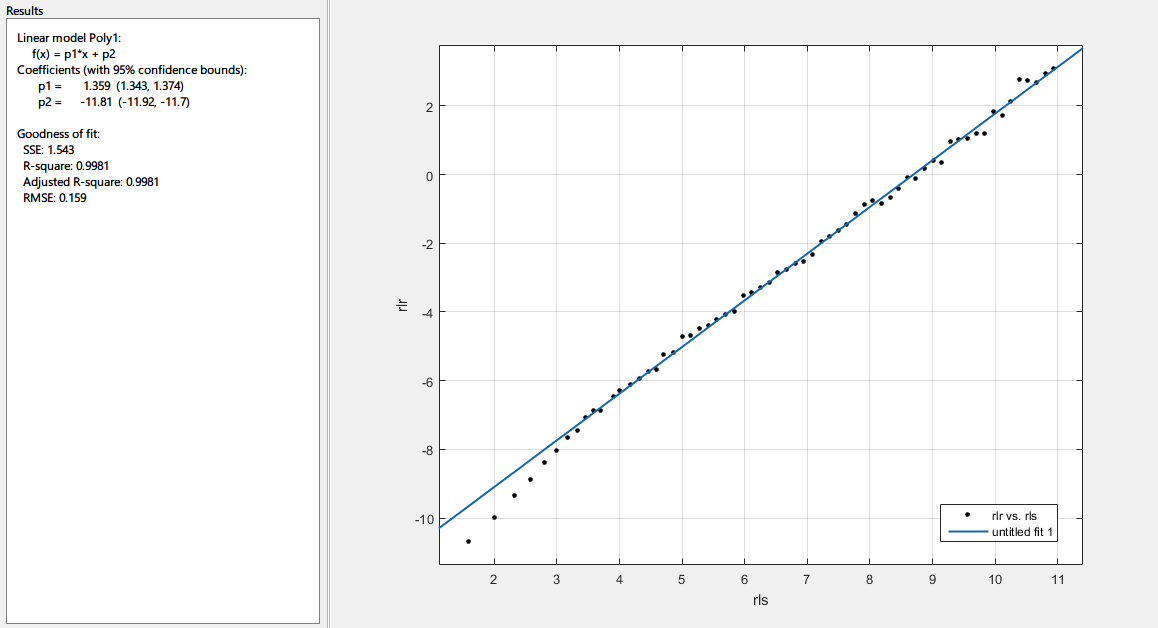 Results
Linear model Poly1:
f(x) = p1*x + p2
Coefficients (with 95% confidence bounds):
p1 = 1.359 (1.343, 1.374)
p2 = -11.81 (-11.92, -11.7)
Goodness of fit:
SSE: 1.543
R-square: 0.9981
Adjusted R-square: 0.9981
RMSE: 0.159
rlr
2
0
-2
-4
-6
-8
-10
rlr vs. rls
untitled fit 1
2 3 4 5 6 7 8 9 10 11
rls